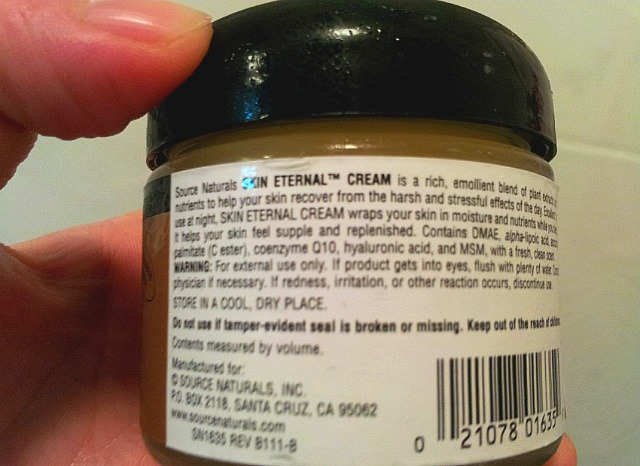 Source Naturals SKIN ETERNAL™ CREAM is a rich, emollient blend of plant
nutrients to help your skin recover from the harsh and stressful effects of the day.
use at night, SKIN ETERNAL CREAM wraps your skin in moisture and nutrients while you
It helps your skin feel supple and replenished. Contains DMAE, alpha-lipoic acid,
palmitate (C ester), coenzyme Q10, hyaluronic acid, and MSM, with a fresh, clean scent.
WARNING: For external use only. If product gets into eyes, flush with plenty of water.
physician if necessary. If redness, irritation, or other reaction occurs, discontinue
STORE IN A COOL, DRY PLACE.
Do not use if tamper-evident seal is broken or missing. Keep out of the reach of
Contents measured by volume.
Manufactured for:
© SOURCE NATURALS, INC.
P.O. BOX 2118, SANTA CRUZ, CA 95062
www.sourcenaturals.com
SN1635 REV B111-B
0 21078 01635